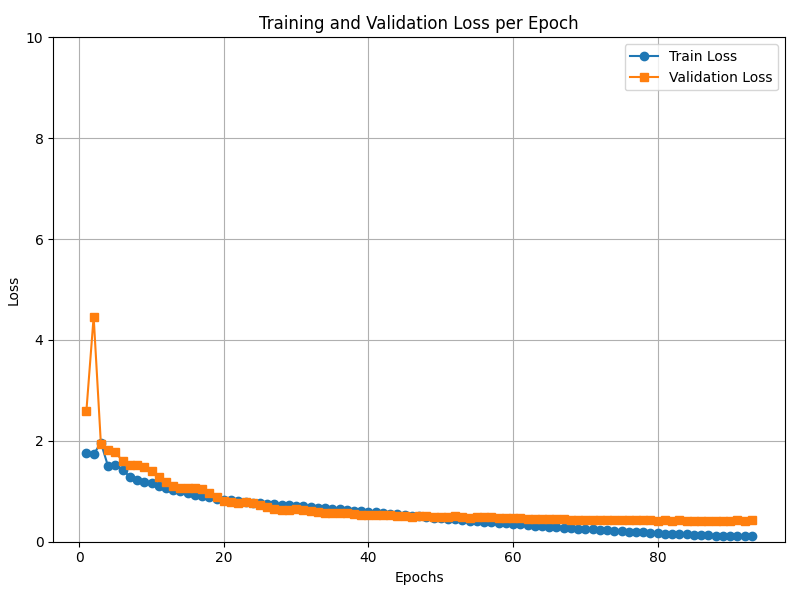 Training and Validation Loss per Epoch
Train Loss
Validation Loss
10
8
6
4
2
0
Loss
0 20 40 60 80
Epochs